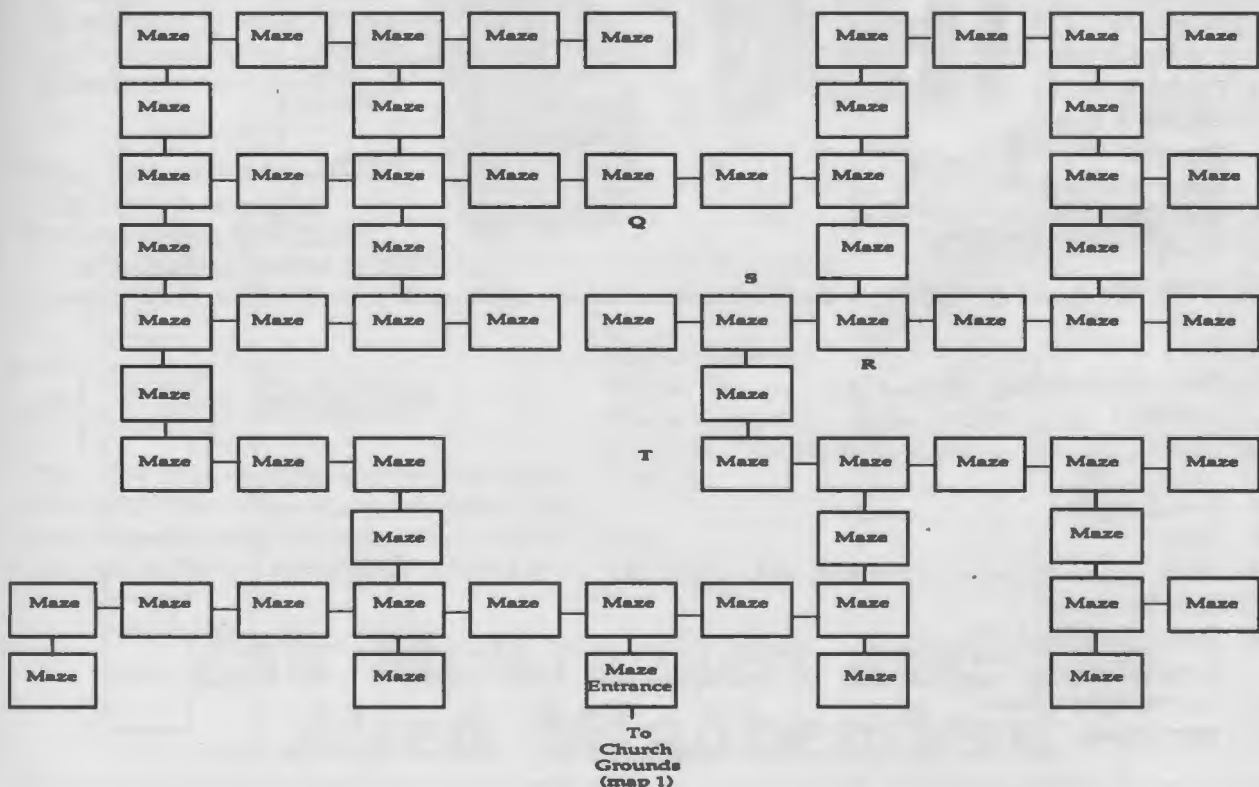 Maze Maze Maze Maze Maze Maze Maze Maze Maze
Maze Maze Maze Maze
Maze Maze Maze Maze Maze Maze Maze Maze Maze
Q
Maze Maze Maze Maze
S
Maze Maze Maze Maze Maze Maze Maze Maze Maze Maze
R
Maze Maze
Maze Maze Maze T Maze Maze Maze Maze Maze
Maze Maze Maze
Maze Maze Maze Maze Maze Maze Maze Maze Maze Maze
Maze Maze Maze Maze Maze
Entrance
To
Church
Grounds
(map 1)